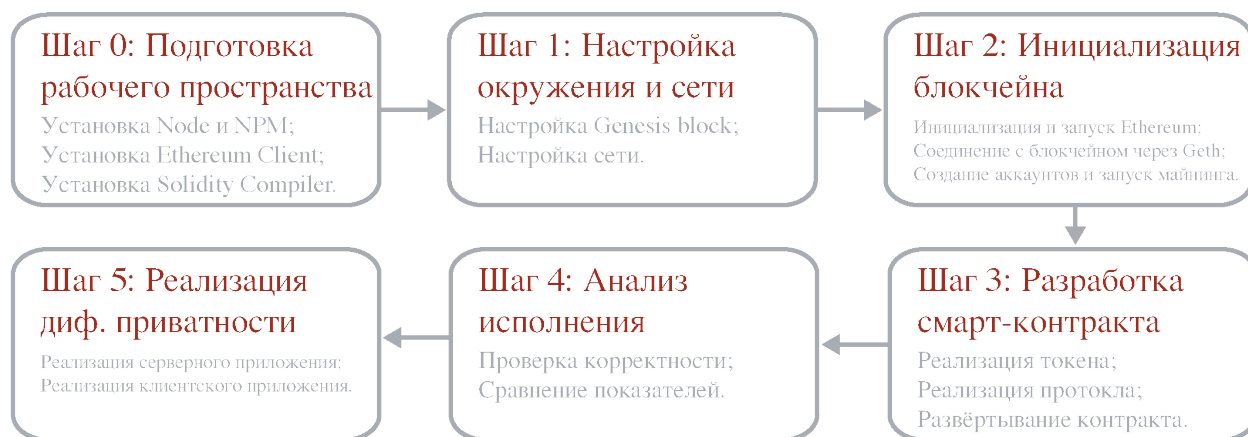 Шаг 0: Подготовка
рабочего пространства
Установка Node и NPM;
Установка Ethereum Client;
Установка Solidity Compiler.
Шаг 1: Настройка
окружения и сети
Настройка Genesis block;
Настройка сети.
Шаг 2: Инициализация
блокчейна
Инициализация и запуск Ethereum;
Соединение с блокчейном через Geth;
Создание аккаунтов и запуск майнинга.
Шаг 3: Разработка
смарт-контракта
Реализация токена;
Реализация протокла;
Развёртывание контракта.
Шаг 4: Анализ
исполнения
Проверка корректности;
Сравнение показателей.
Шаг 5: Реализация
диф. приватности
Реализация серверного приложения;
Реализация клиентского приложения.